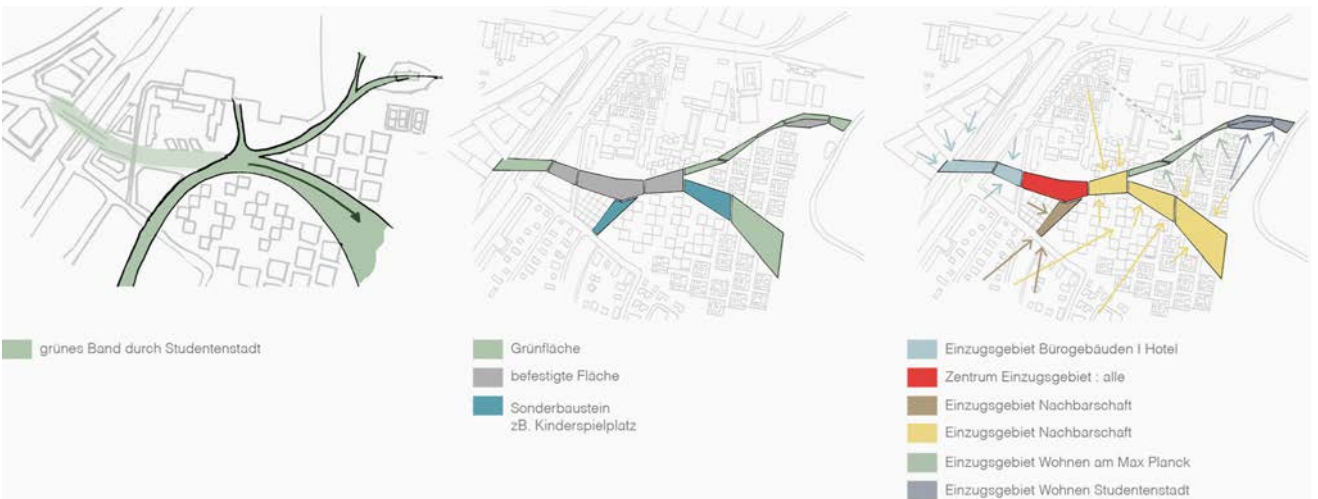 grünes Band durch Studentenstadt
Grünfläche
befestigte Fläche
Sonderbaustein
zB. Kinderspielplatz
Einzugsgebiet Bürogebäuden I Hotel
Zentrum Einzugsgebiet : alle
Einzugsgebiet Nachbarschaft
Einzugsgebiet Nachbarschaft
Einzugsgebiet Wohnen am Max Planck
Einzugsgebiet Wohnen Studentenstadt